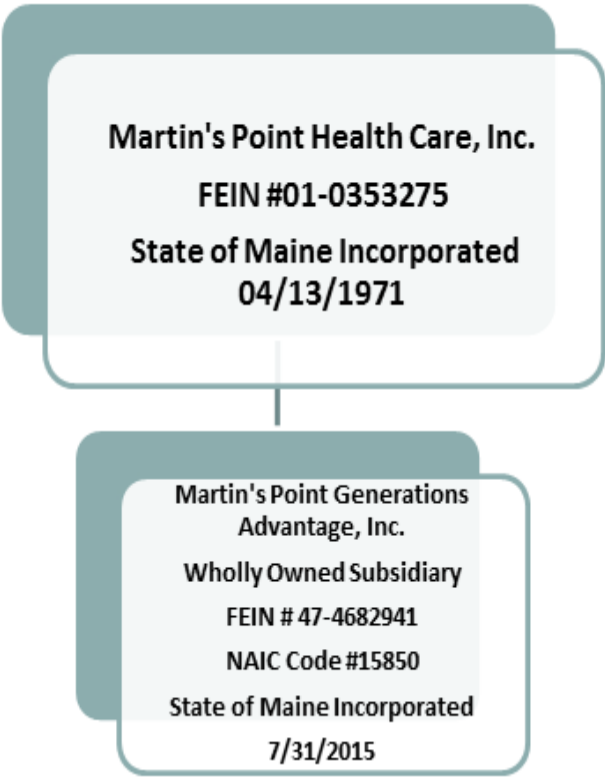 Martin's Point Health Care, Inc.
FEIN #01-0353275
State of Maine Incorporated
04/13/1971
Martin's Point Generations
Advantage, Inc.
Wholly Owned Subsidiary
FEIN # 47-4682941
NAIC Code #15850
State of Maine Incorporated
7/31/2015